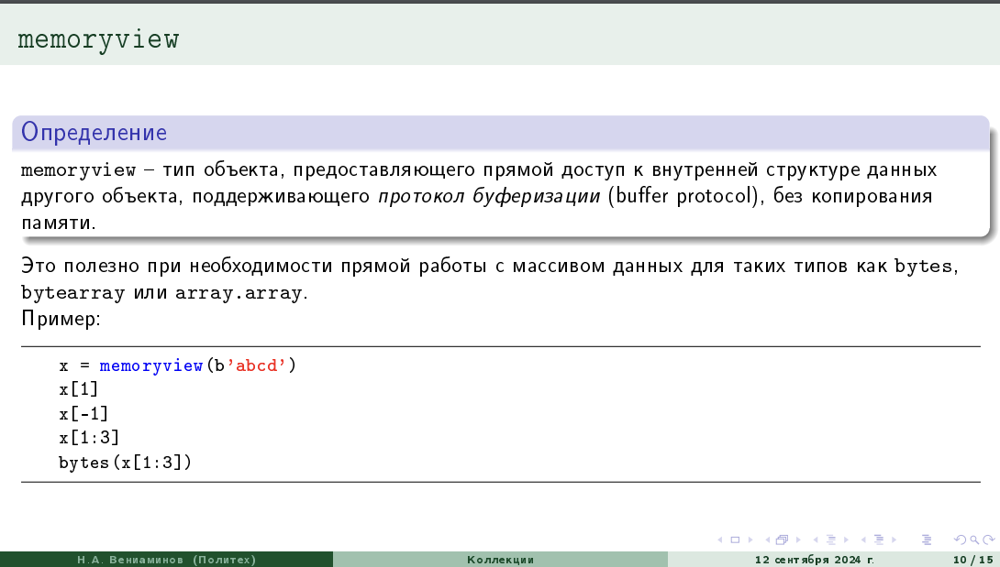 memoryview
Определение
memoryview – тип объекта, предоставляющего прямой доступ к внутренней структуре данных
другого объекта, поддерживающего протокол буферизации (buffer protocol), без копирования
памяти.
Это полезно при необходимости прямой работы с массивом данных для таких типов как bytes,
bytearray или array.array.
Пример:
x = memoryview(b'abcd')
x[1]
x[-1]
x[1:3]
bytes(x[1:3])
Н.А. Вениаминов (Политех) Коллекции 12 сентября 2024 г. 10 / 15